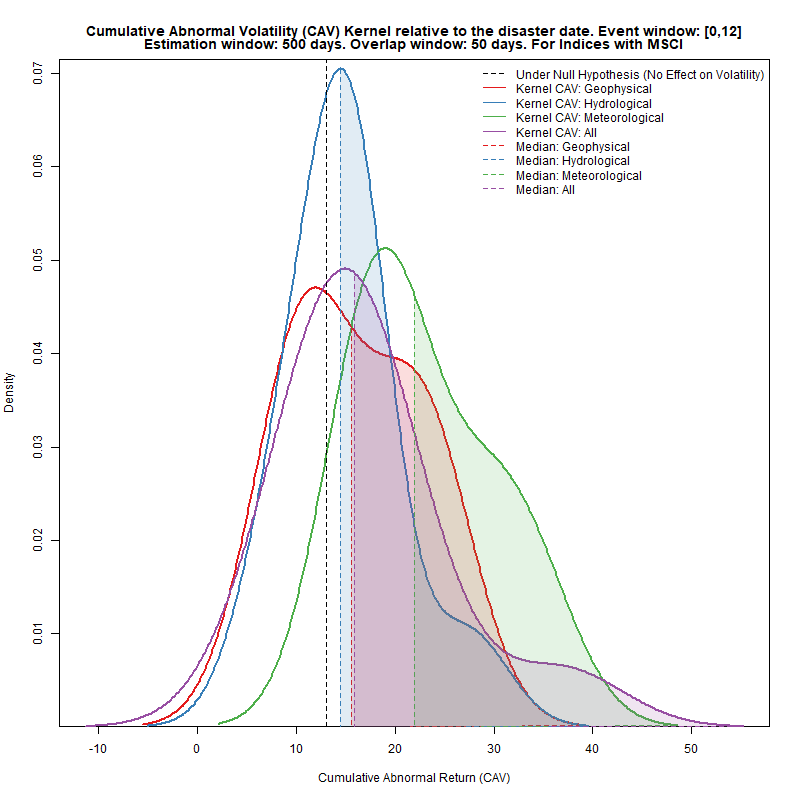 Cumulative Abnormal Volatility (CAV) Kernel relative to the disaster date. Event window: [0,12]
Estimation window: 500 days. Overlap window: 50 days. For Indices with MSCI
Under Null Hypothesis (No Effect on Volatility)
Kernel CAV: Geophysical
Kernel CAV: Hydrological
Kernel CAV: Meteorological
Kernel CAV: All
Median: Geophysical
Median: Hydrological
Median: Meteorological
Median: All
Density
0.07
0.06
0.05
0.04
0.03
0.02
0.01
-10 0 10 20 30 40 50
Cumulative Abnormal Return (CAV)